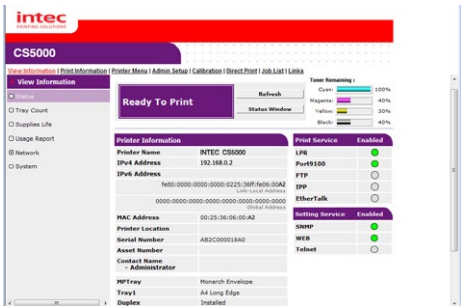 intec
PRINTING SOLUTIONS
CS5000
View Information | Print Information | Printer Menu | Admin Setup | Calibration | Direct Print | Job List | Links
View Information
Status
Tray Count
Supplies Life
Usage Report
Network
System
Ready To Print
Refresh
Status Window
Toner Remaining :
Cyan: 100%
Magenta: 40%
Yellow: 30%
Black: 40%
Printer Information
Printer Name INTEC CS5000
IPv4 Address 192.168.0.2
IPv6 Address
fe80:0000:0000:0000:0225:36ff:fe06:00A2
Link-Local Address
0000:0000:0000:0000:0000:0000:0000:0000
Global Address
MAC Address 00:25:36:06:00:A2
Printer Location
Serial Number AB2C000018A0
Asset Number
Contact Name
- Administrator
MPTray Monarch Envelope
Tray1 A4 Long Edge
Duplex Installed
Print Service Enabled
LPR
Port9100
FTP
IPP
EtherTalk
Setting Service Enabled
SNMP
WEB
Telnet